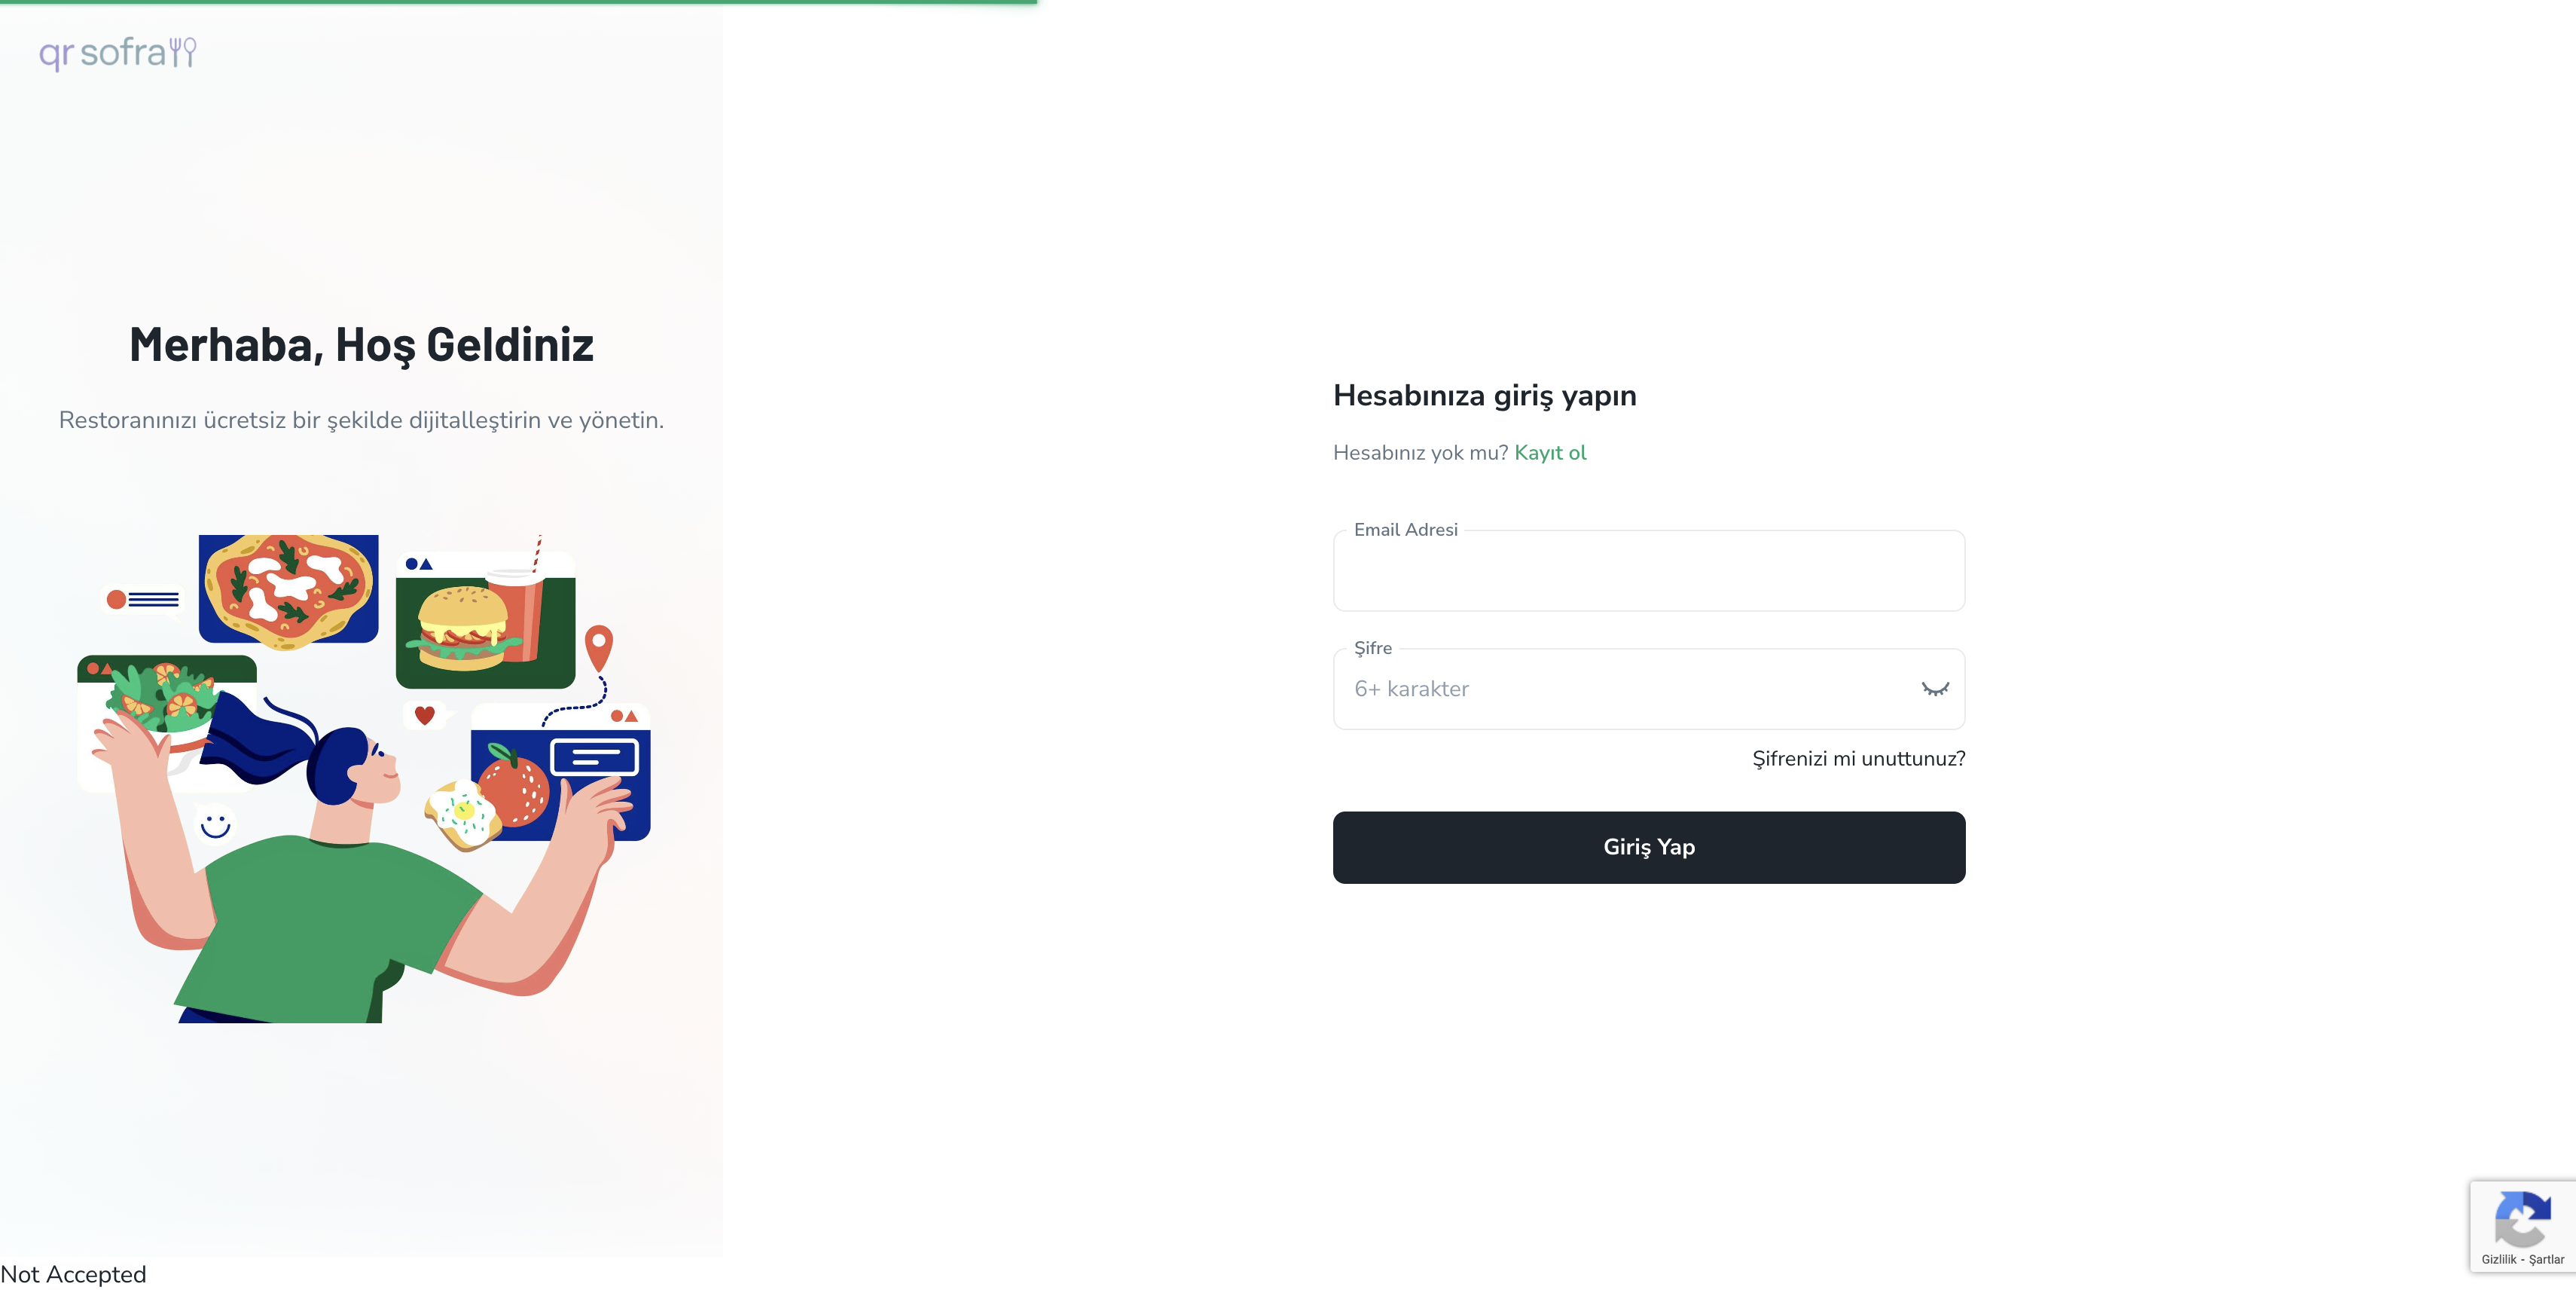 qr sofra
Merhaba, Hoş Geldiniz
Restoranınızı ücretsiz bir şekilde dijitalleştirin ve yönetin.
Hesabınıza giriş yapın
Hesabınız yok mu? Kayıt ol
Email Adresi
Şifre
6+ karakter
Şifrenizi mi unuttunuz?
Giriş Yap
Gizlilik - Şartlar
Not Accepted